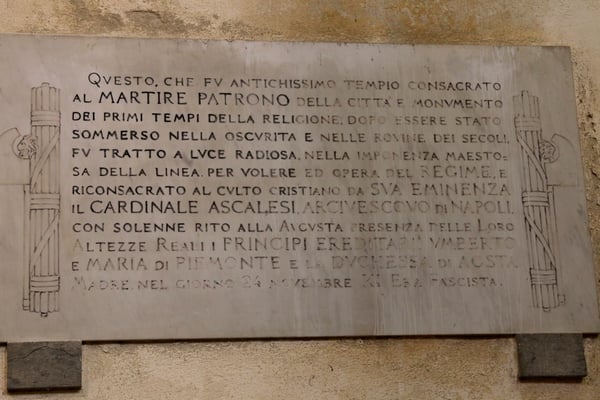 QVESTO, CHE FV ANTICHISSIMO TEMPIO CONSACRATO
AL MARTIRE PATRONO DELLA CITTA E MONVMENTO
DEI PRIMI TEMPI DELLA RELIGIONE, DOPO ESSERE STATO
SOMMERSO NELLA OSCVRITA E NELLE ROVINE DEI SECOLI,
FV TRATTO A LVCE RADIOSA, NELLA IMPONENZA MAESTO=
SA DELLA LINEA, PER VOLERE ED OPERA DEL REGIME, E
RICONSACRATO AL CVLTO CRISTIANO DA SVA EMINENZA
IL CARDINALE ASCALESI, ARCIVESCOVO DI NAPOLI,
CON SOLENNE RITO ALLA AVGVSTA PRESENZA DELLE LORO
ALTEZZE REALI I PRINCIPI EREDITARII VMBERTO
E MARIA DI PIEMONTE E LA DVCHESSA DI AOSTA
MADRE, NEL GIORNO 24 NOVEMBRE XI ERA FASCISTA.